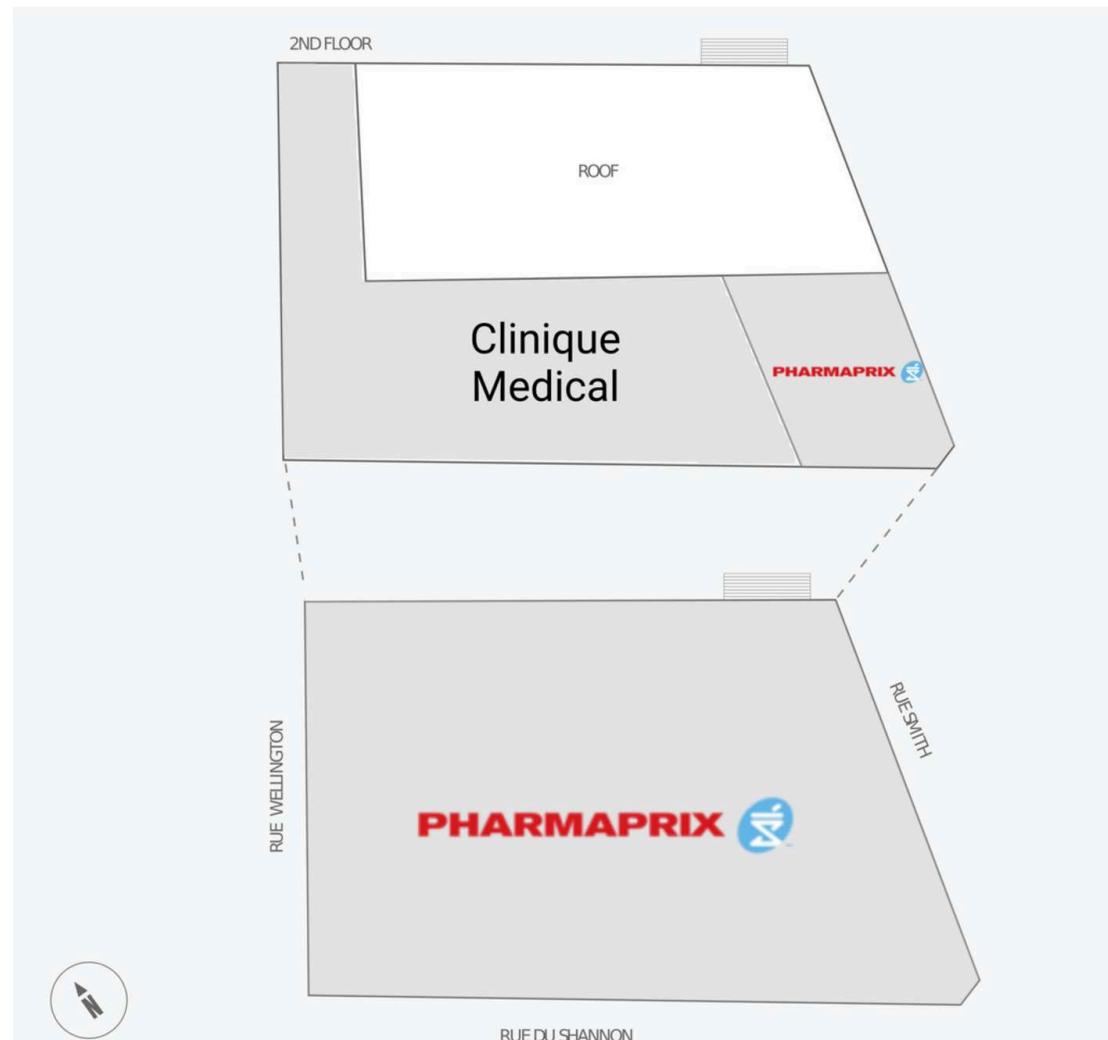 2ND FLOOR
ROOF
Clinique
Medical
PHARMAPRIX
RUE WELLINGTON
RUE SMITH
PHARMAPRIX
N
RUE DU SHANNON